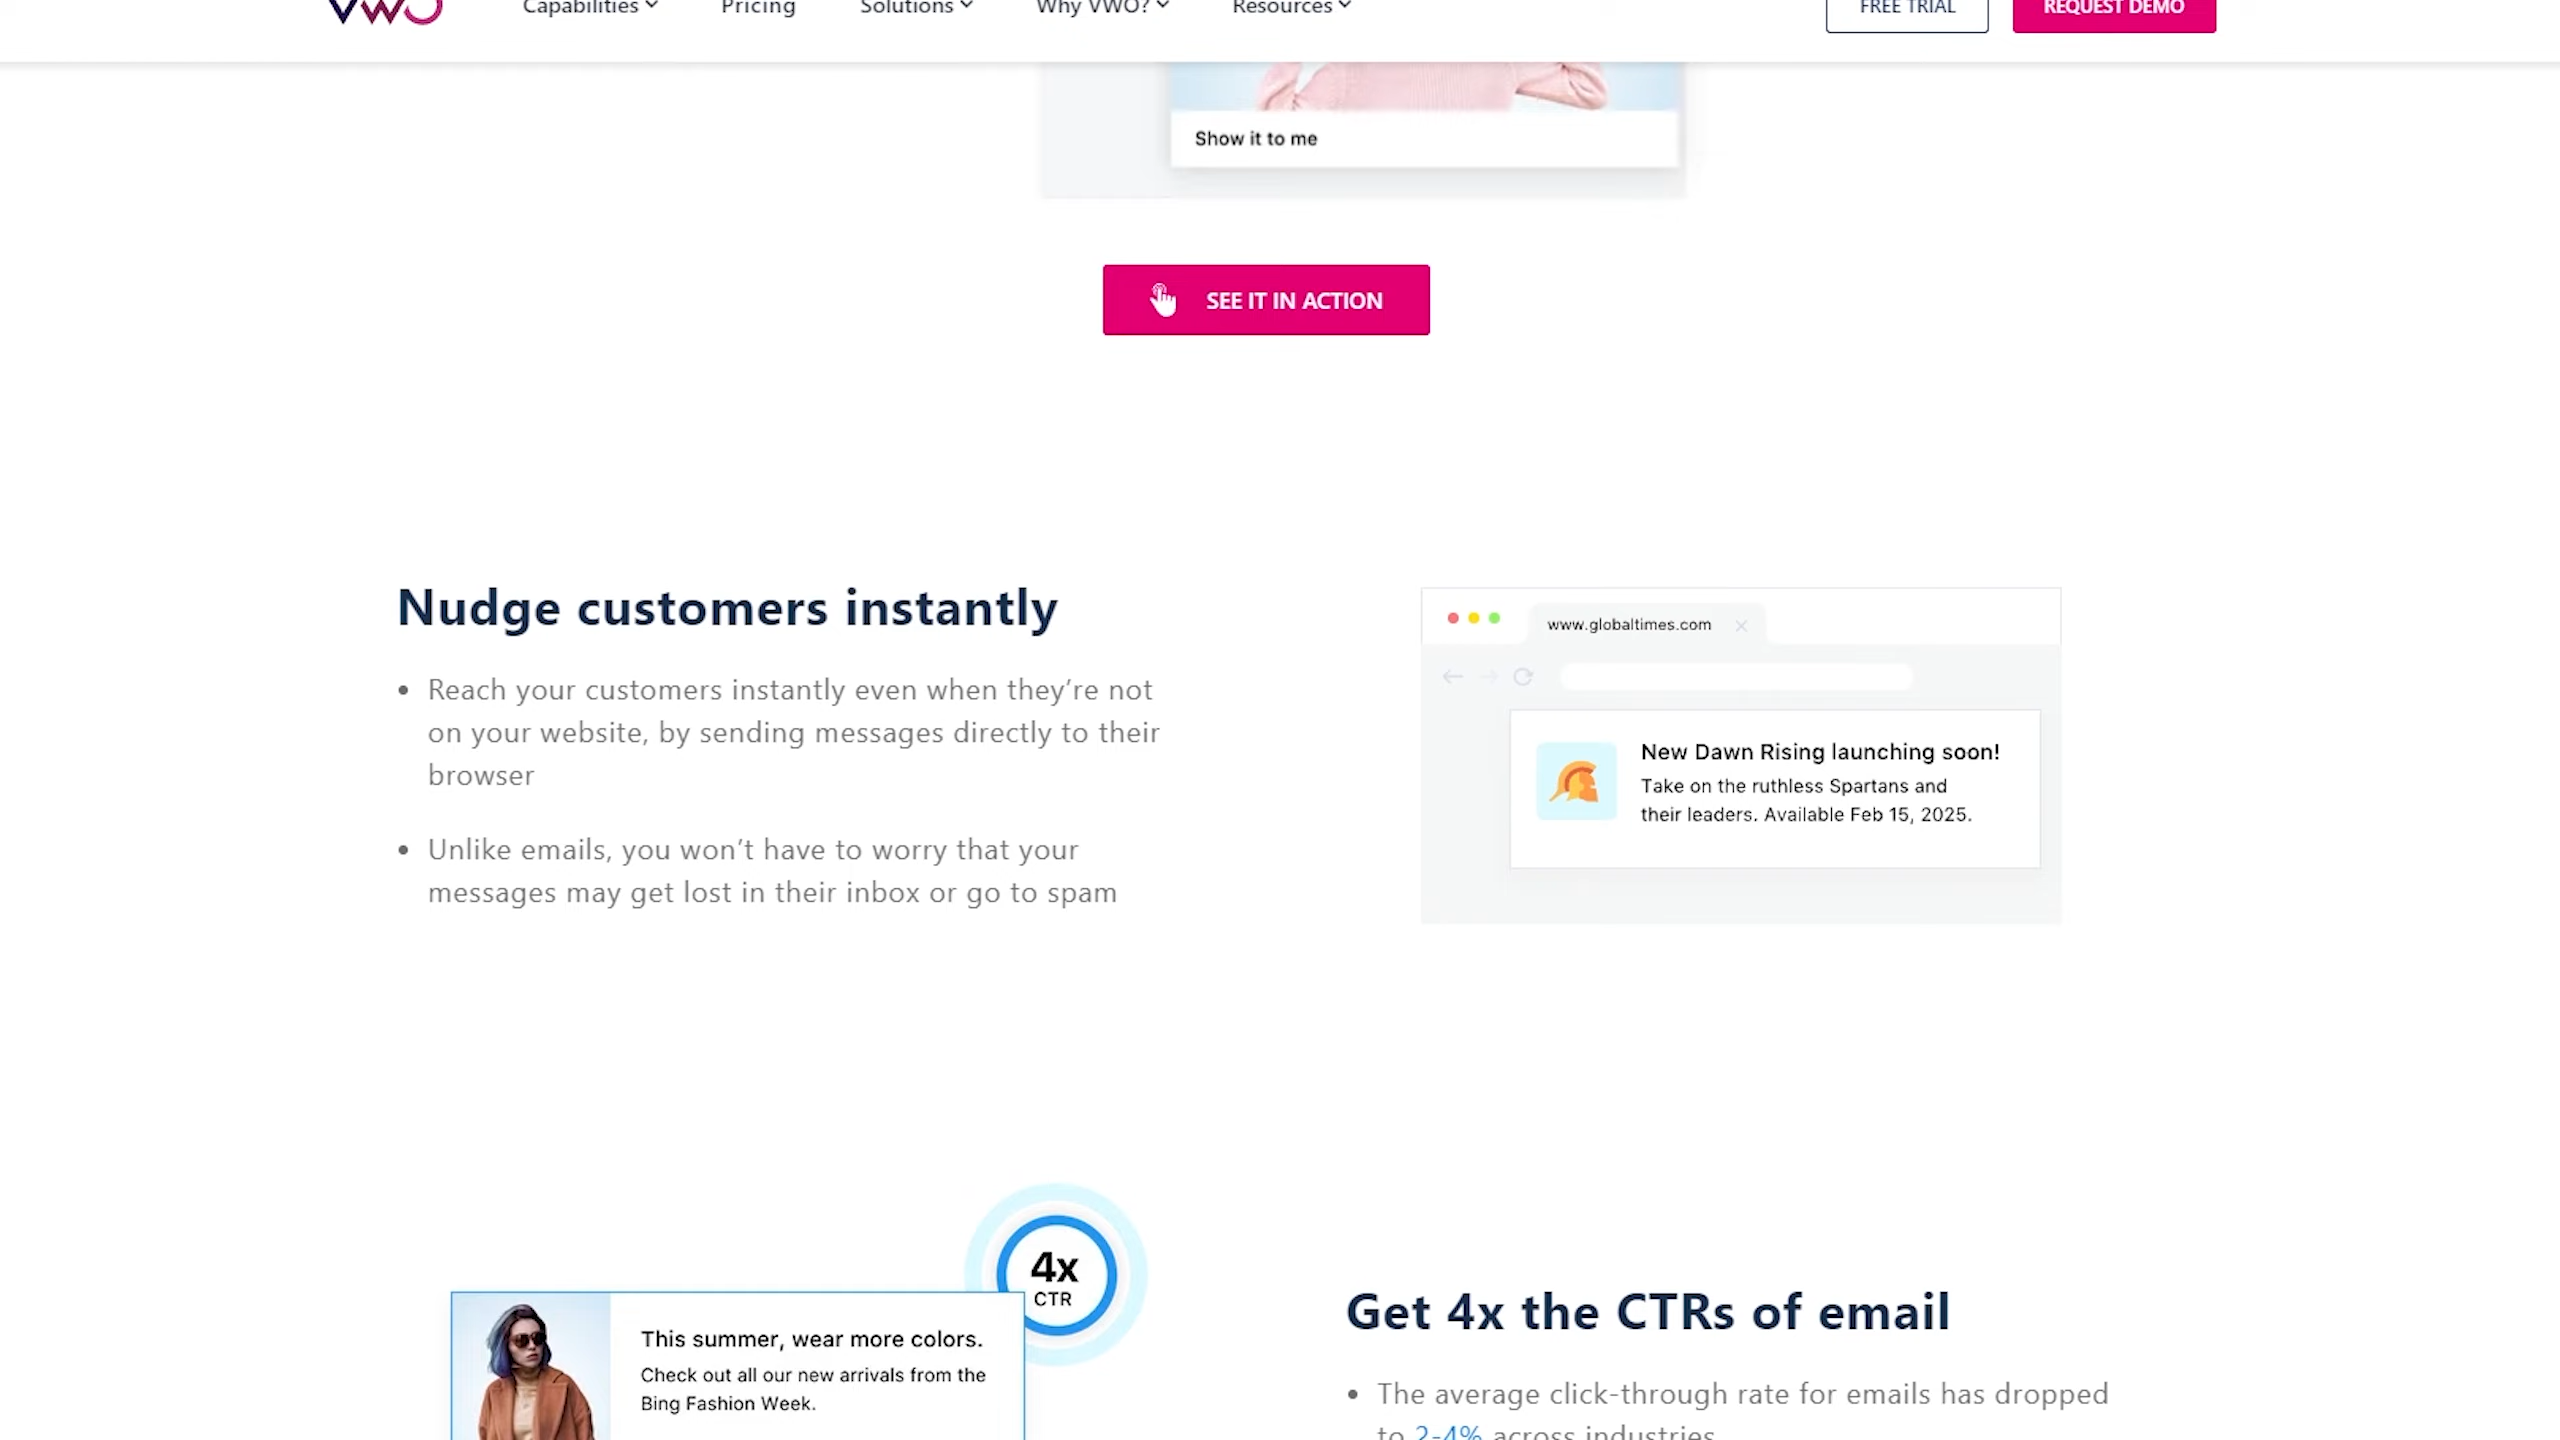 VWO
Capabilities
Pricing
Solutions
Why VWO?
Resources
FREE TRIAL
REQUEST DEMO
Show it to me
SEE IT IN ACTION
Nudge customers instantly
• Reach your customers instantly even when they’re not
on your website, by sending messages directly to their
browser
• Unlike emails, you won’t have to worry that your
messages may get lost in their inbox or go to spam
www.globaltimes.com
New Dawn Rising launching soon!
Take on the ruthless Spartans and
their leaders. Available Feb 15, 2025.
4x
CTR
This summer, wear more colors.
Check out all our new arrivals from the
Bing Fashion Week.
Get 4x the CTRs of email
• The average click-through rate for emails has dropped
to 2-4% across industries